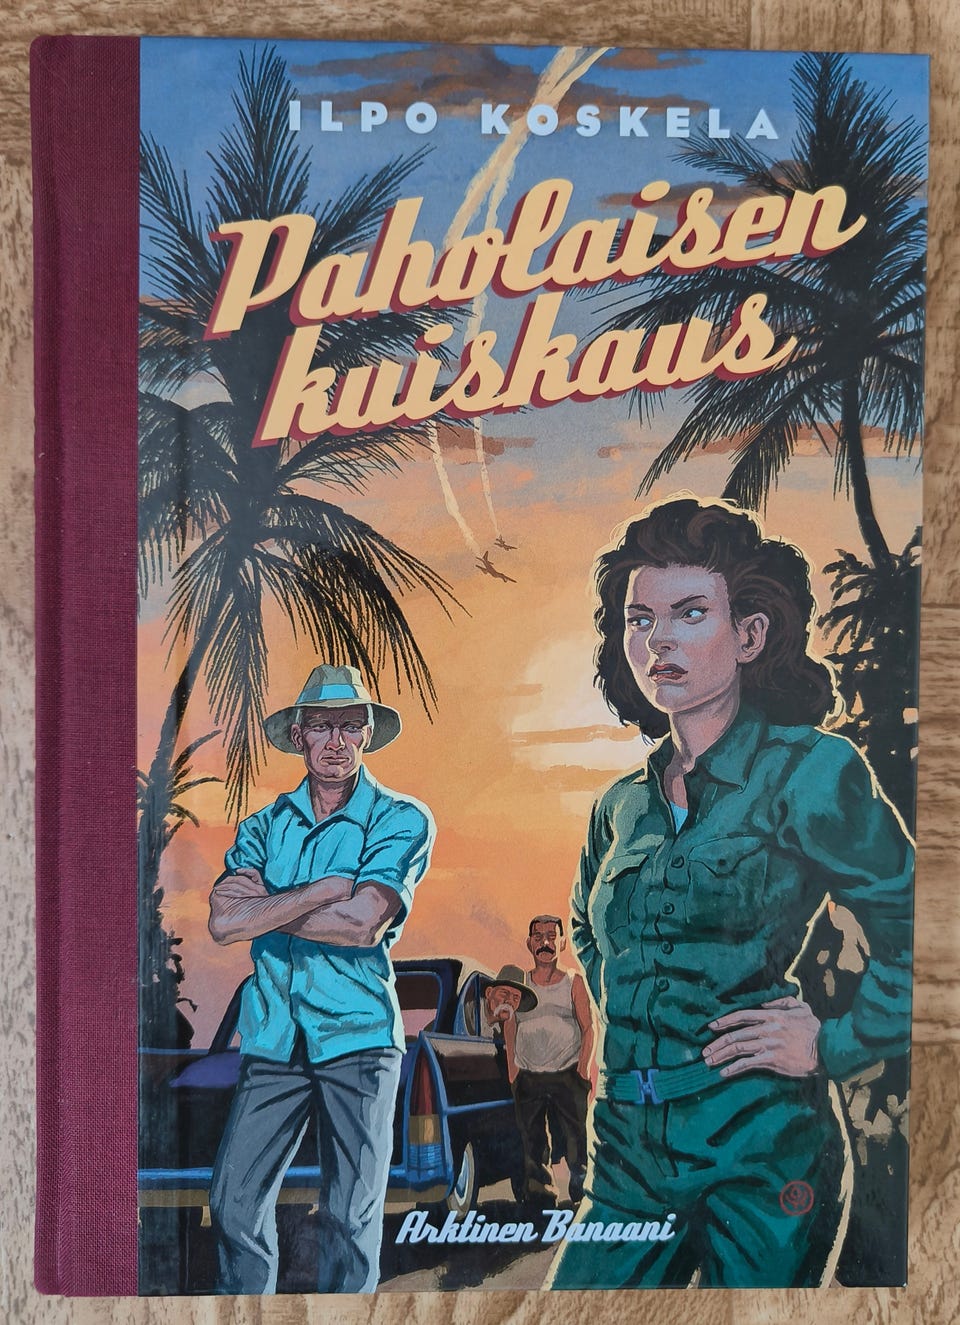 ILPO KOSKELA
Paholaisen
kuiskaus
Arktinen Banaani